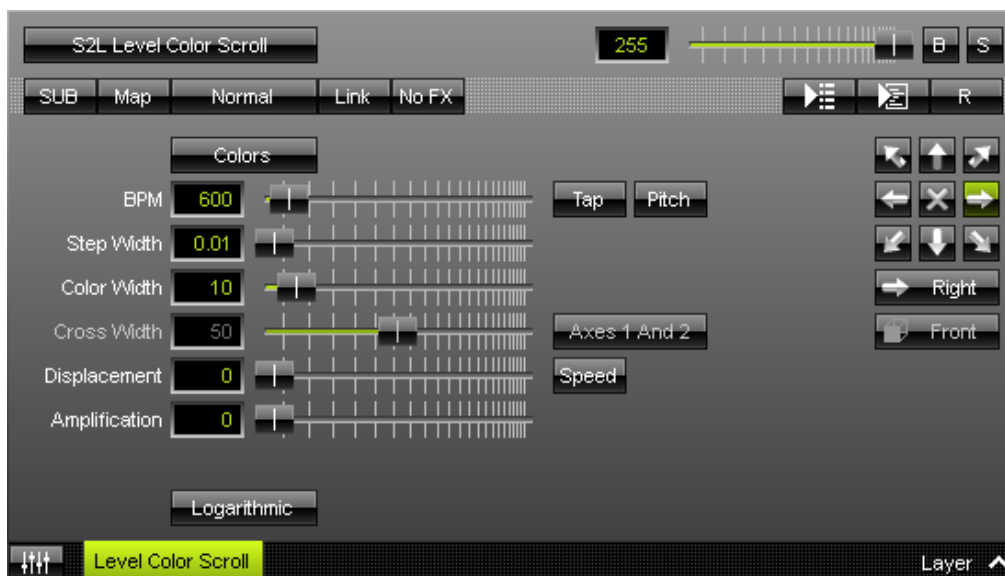 S2L Level Color Scroll 255 B S
SUB Map Normal Link No FX R
Colors
BPM 600 Tap Pitch
Step Width 0.01
Color Width 10 Right
Cross Width 50 Axes 1 And 2 Front
Displacement 0 Speed
Amplification 0
Logarithmic
Level Color Scroll Layer